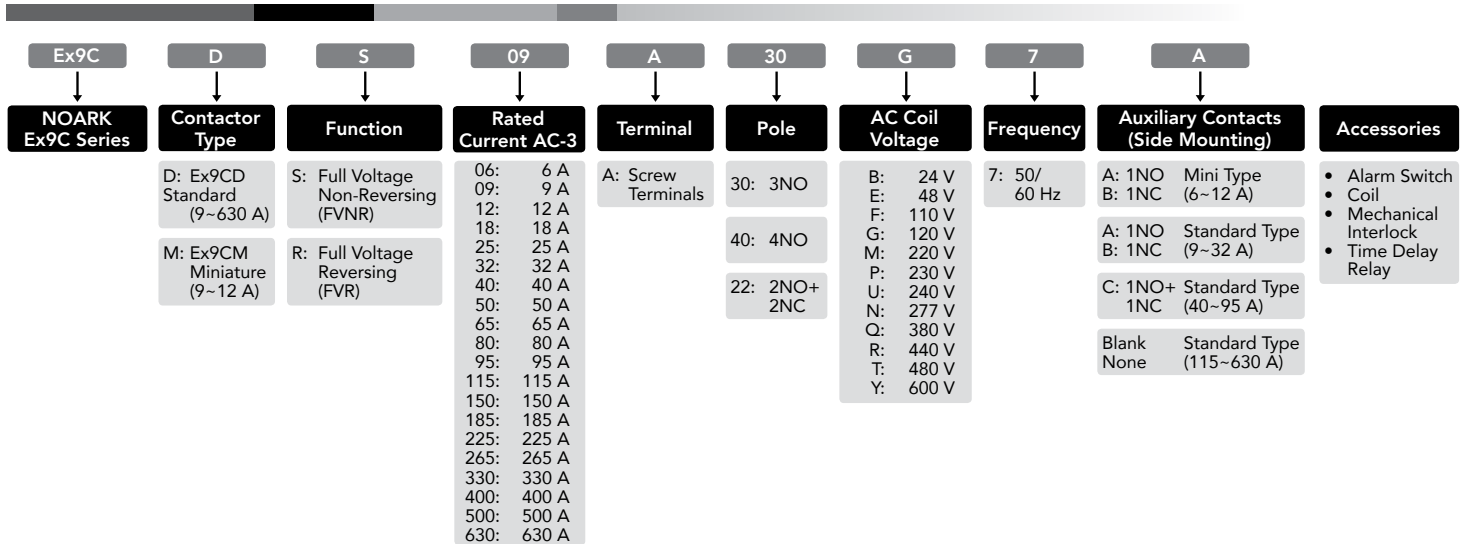 Ex9C
D
S
09
A
30
G
7
A
NOARK
Ex9C Series
Contactor
Type
Function
Rated
Current AC-3
Terminal
Pole
AC Coil
Voltage
Frequency
Auxiliary Contacts
(Side Mounting)
Accessories
D: Ex9CD
Standard
(9~630 A)
M: Ex9CM
Miniature
(9~12 A)
S: Full Voltage
Non-Reversing
(FVNR)
R: Full Voltage
Reversing
(FVR)
06: 6 A
09: 9 A
12: 12 A
18: 18 A
25: 25 A
32: 32 A
40: 40 A
50: 50 A
65: 65 A
80: 80 A
95: 95 A
115: 115 A
150: 150 A
185: 185 A
225: 225 A
265: 265 A
330: 330 A
400: 400 A
500: 500 A
630: 630 A
A: Screw
Terminals
30: 3NO
40: 4NO
22: 2NO+
2NC
B: 24 V
E: 48 V
F: 110 V
G: 120 V
M: 220 V
P: 230 V
U: 240 V
N: 277 V
Q: 380 V
R: 440 V
T: 480 V
Y: 600 V
7: 50/
60 Hz
A: 1NO Mini Type
B: 1NC (6~12 A)
A: 1NO Standard Type
B: 1NC (9~32 A)
C: 1NO+ Standard Type
1NC (40~95 A)
Blank Standard Type
None (115~630 A)
• Alarm Switch
• Coil
• Mechanical
Interlock
• Time Delay
Relay